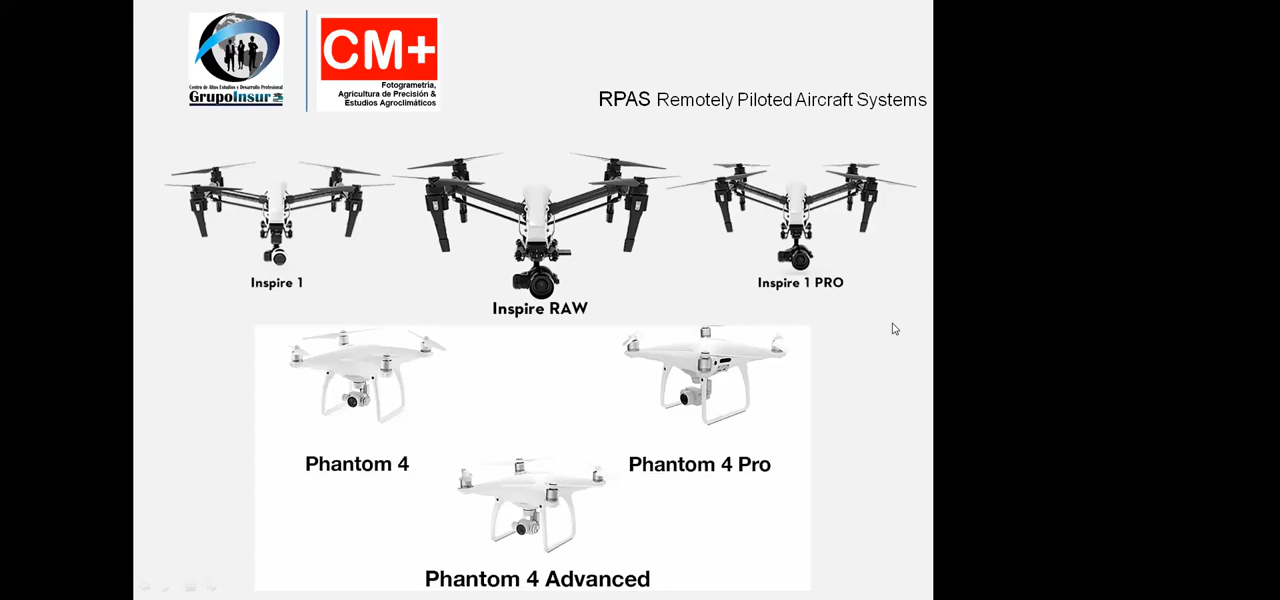 Centro de Altos Estudios y Desarrollo Profesional
GrupoInsur
CM+
Fotogrametria,
Agricultura de Precisión &
Estudios Agroclimáticos
RPAS Remotely Piloted Aircraft Systems
Inspire 1
Inspire RAW
Inspire 1 PRO
Phantom 4
Phantom 4 Pro
Phantom 4 Advanced